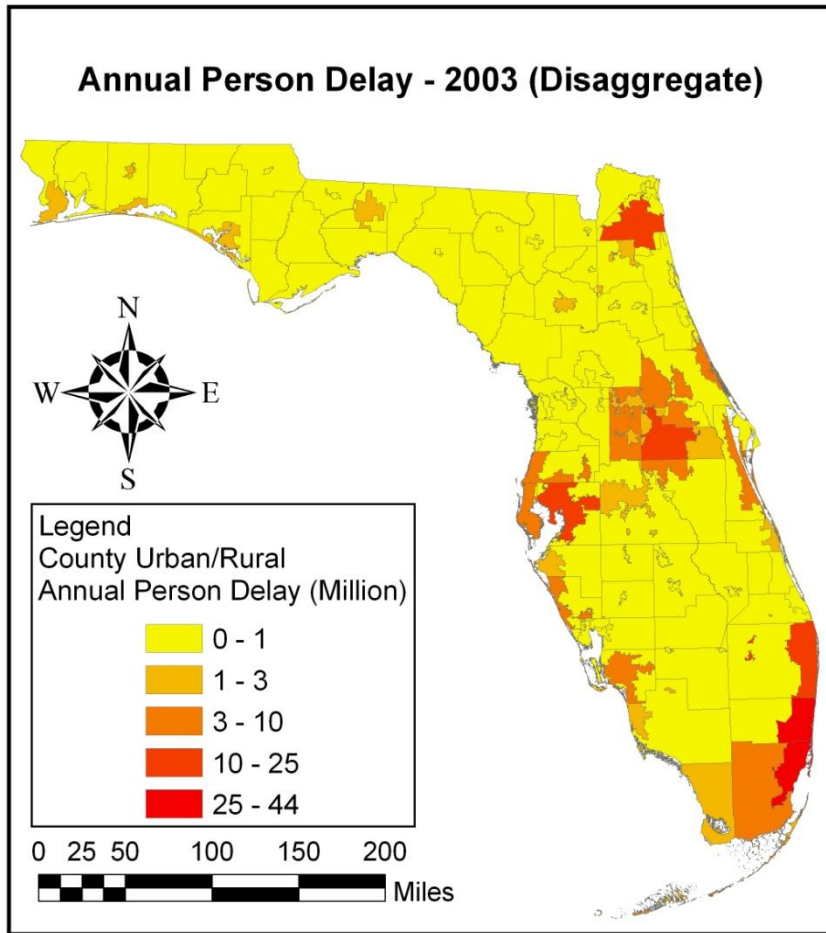 Annual Person Delay - 2003 (Disaggregate)
N
W E
S
Legend
County Urban/Rural
Annual Person Delay (Million)
0 - 1
1 - 3
3 - 10
10 - 25
25 - 44
0 25 50 100 150 200
Miles